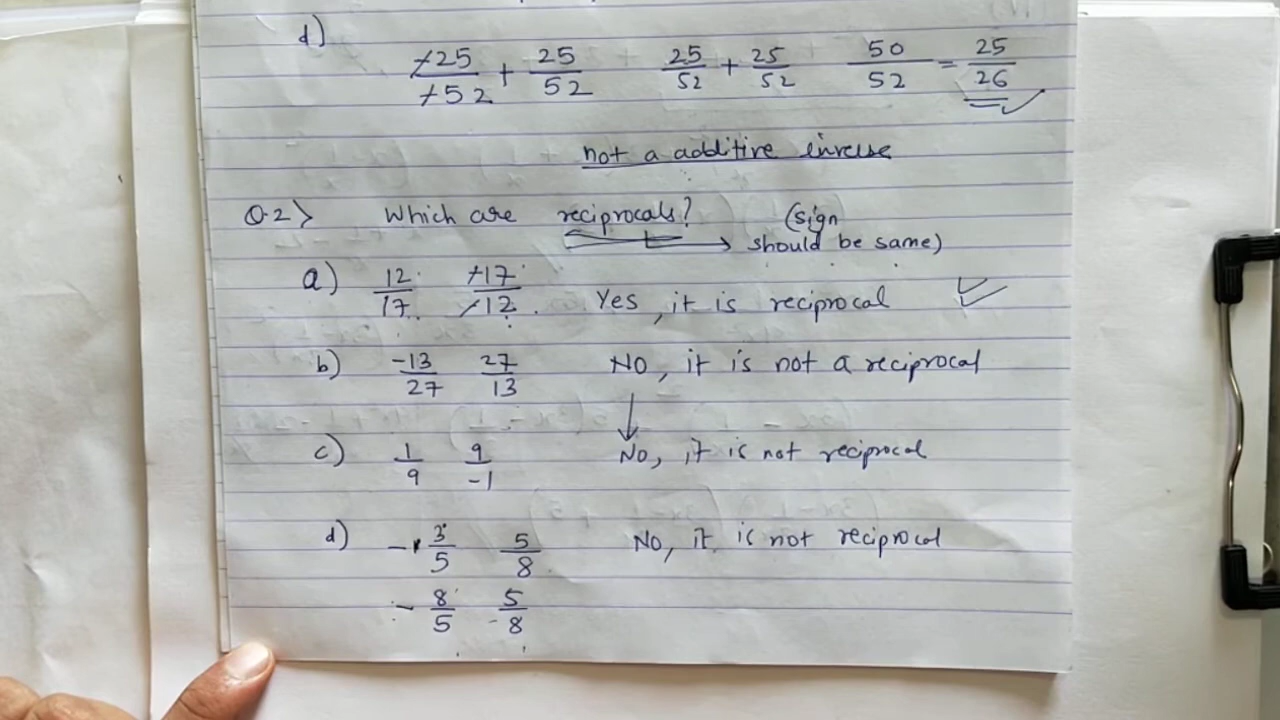 d)
-25/-52 + 25/52 25/52 + 25/52 50/52 = 25/26 ✓
not a additive inverse
Q.2> Which are reciprocals? (sign
→ should be same)
a) 12/17 -17/-12 Yes, it is reciprocal
b) -13/27 27/13 NO, it is not a reciprocal
c) 1/9 9/-1 No, it is not reciprocal
d) - 3/5 5/8 No, it is not reciprocal
- 8/5 -5/8